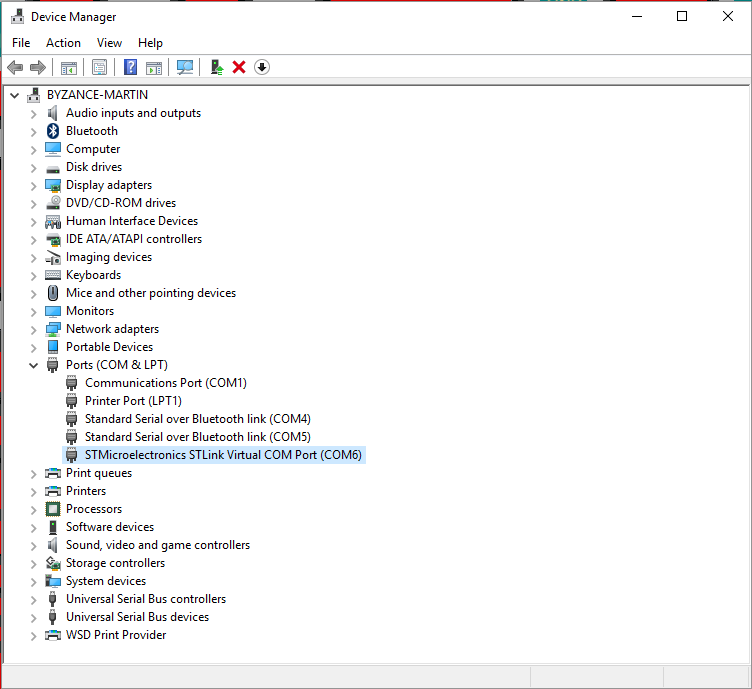 Device Manager
File Action View Help
BYZANCE-MARTIN
Audio inputs and outputs
Bluetooth
Computer
Disk drives
Display adapters
DVD/CD-ROM drives
Human Interface Devices
IDE ATA/ATAPI controllers
Imaging devices
Keyboards
Mice and other pointing devices
Monitors
Network adapters
Portable Devices
Ports (COM & LPT)
Communications Port (COM1)
Printer Port (LPT1)
Standard Serial over Bluetooth link (COM4)
Standard Serial over Bluetooth link (COM5)
STMicroelectronics STLink Virtual COM Port (COM6)
Print queues
Printers
Processors
Software devices
Sound, video and game controllers
Storage controllers
System devices
Universal Serial Bus controllers
Universal Serial Bus devices
WSD Print Provider